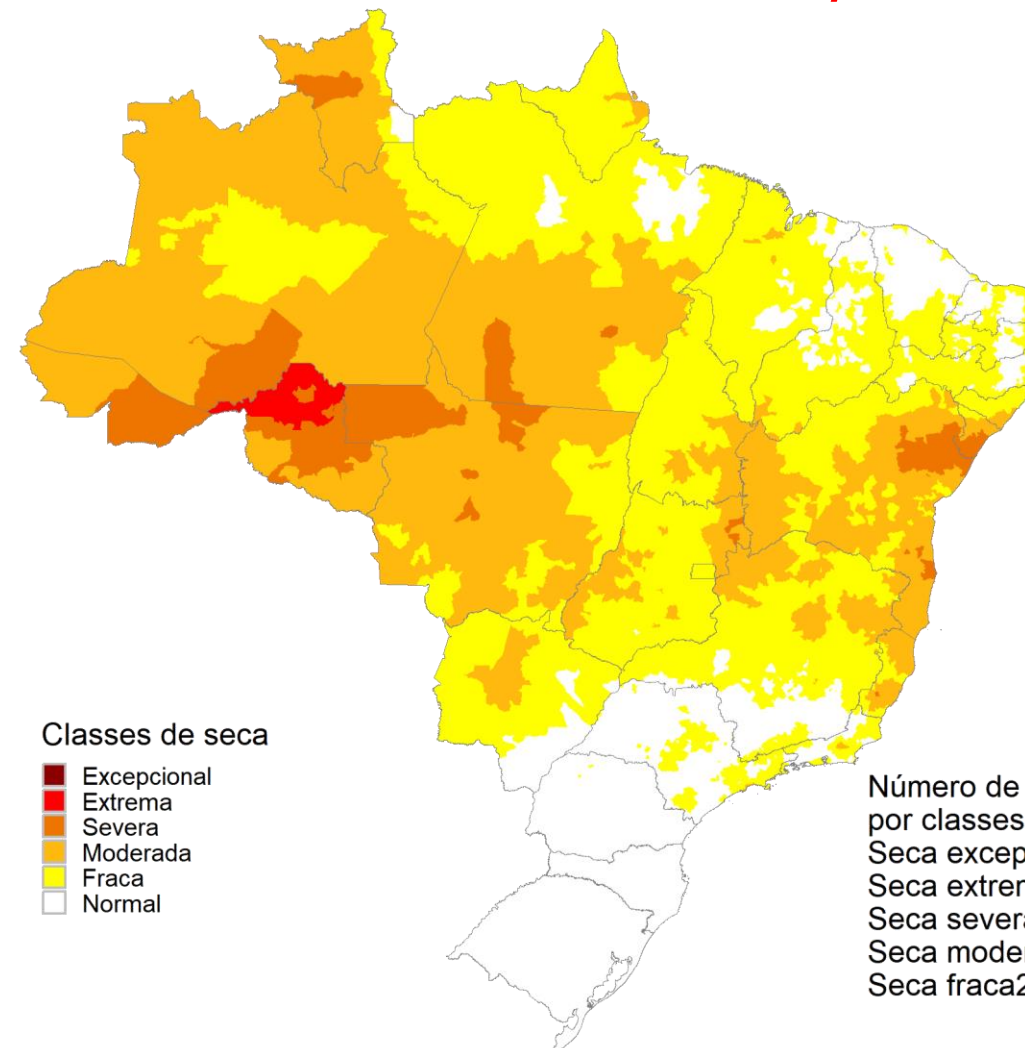 Classes de seca
Excepcional
Extrema
Severa
Moderada
Fraca
Normal
Número de
por classes
Seca excep
Seca extre
Seca severa
Seca moder
Seca fraca2